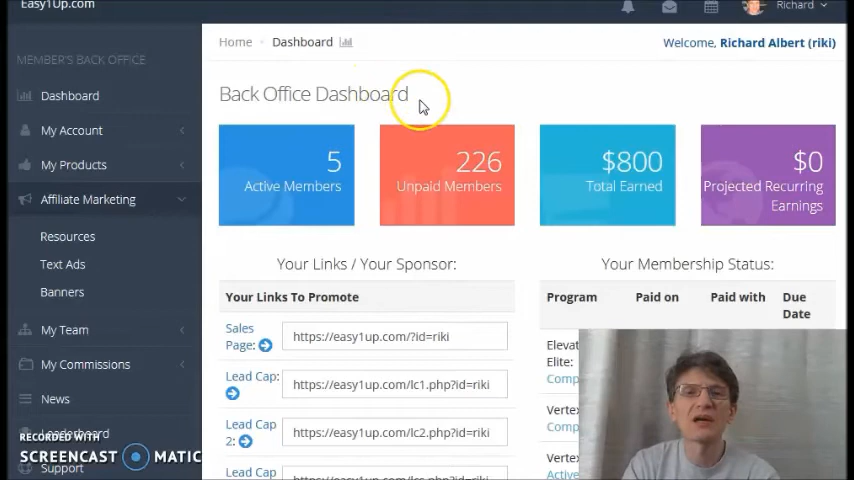 Easy1Up.com
Richard
MEMBER'S BACK OFFICE
Home
Dashboard
Welcome, Richard Albert (riki)
Dashboard
My Account
My Products
Affiliate Marketing
Resources
Text Ads
Banners
My Team
My Commissions
News
Leaderboard
Support
Back Office Dashboard
5
Active Members
226
Unpaid Members
$800
Total Earned
$0
Projected Recurring
Earnings
Your Links / Your Sponsor:
Your Links To Promote
Sales
Page:
https://easy1up.com/?id=riki
Lead Cap:
https://easy1up.com/lc1.php?id=riki
Lead Cap
2:
https://easy1up.com/lc2.php?id=riki
Lead Cap
Your Membership Status:
Program Paid on Paid with Due
Date
Elite:
RECORDED WITH
SCREENCAST MATIC